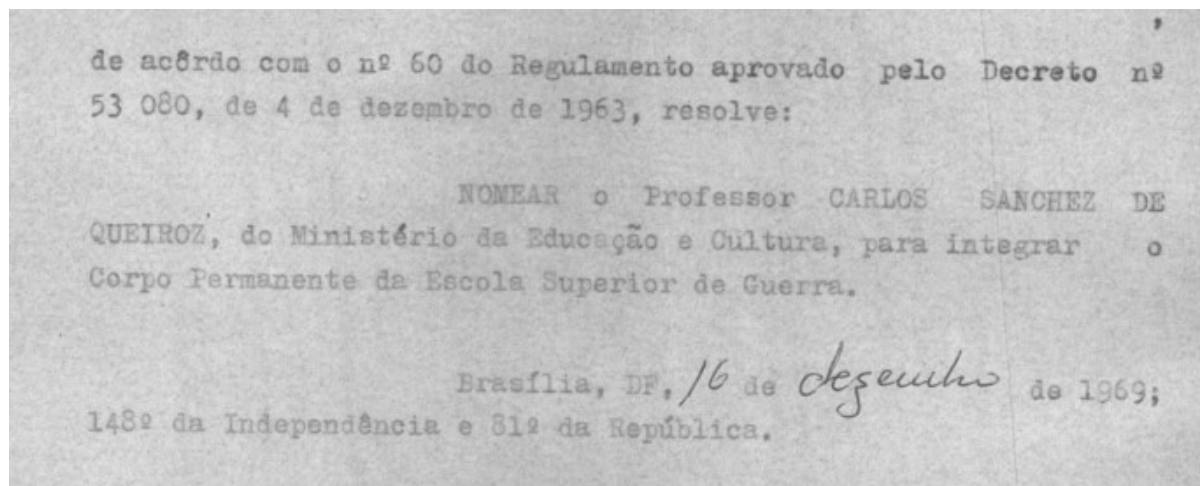 ,
de acôrdo com o nº 60 do Regulamento aprovado pelo Decreto nº
53 080, de 4 de dezembro de 1963, resolve:
NOMEAR o Professor CARLOS SANCHEZ DE
QUEIROZ, do Ministério da Educação e Cultura, para integrar o
Corpo Permanente da Escola Superior de Guerra.
Brasília, DF, 16 de dezembro de 1969;
148º da Independência e 81º da República.